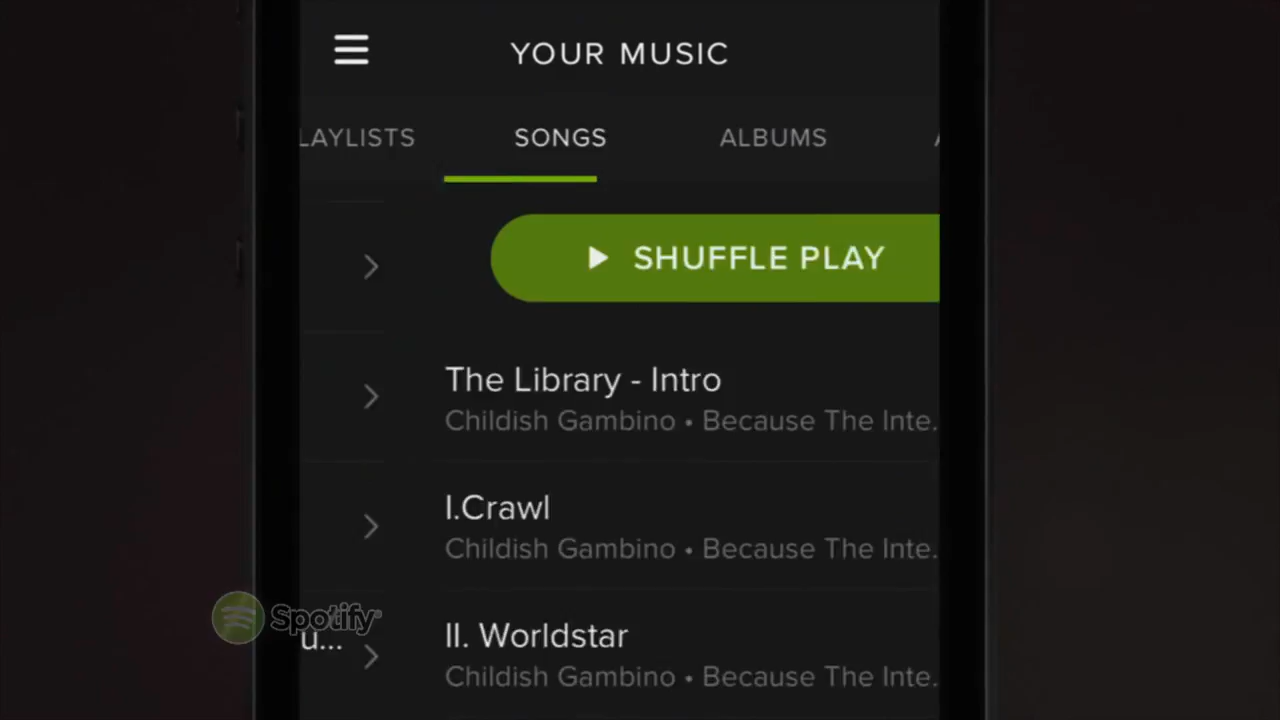 YOUR MUSIC
LAYLISTS SONGS ALBUMS
SHUFFLE PLAY
The Library - Intro
Childish Gambino • Because The Inte.
I.Crawl
Childish Gambino • Because The Inte.
Spotify®
u...
II. Worldstar
Childish Gambino • Because The Inte.